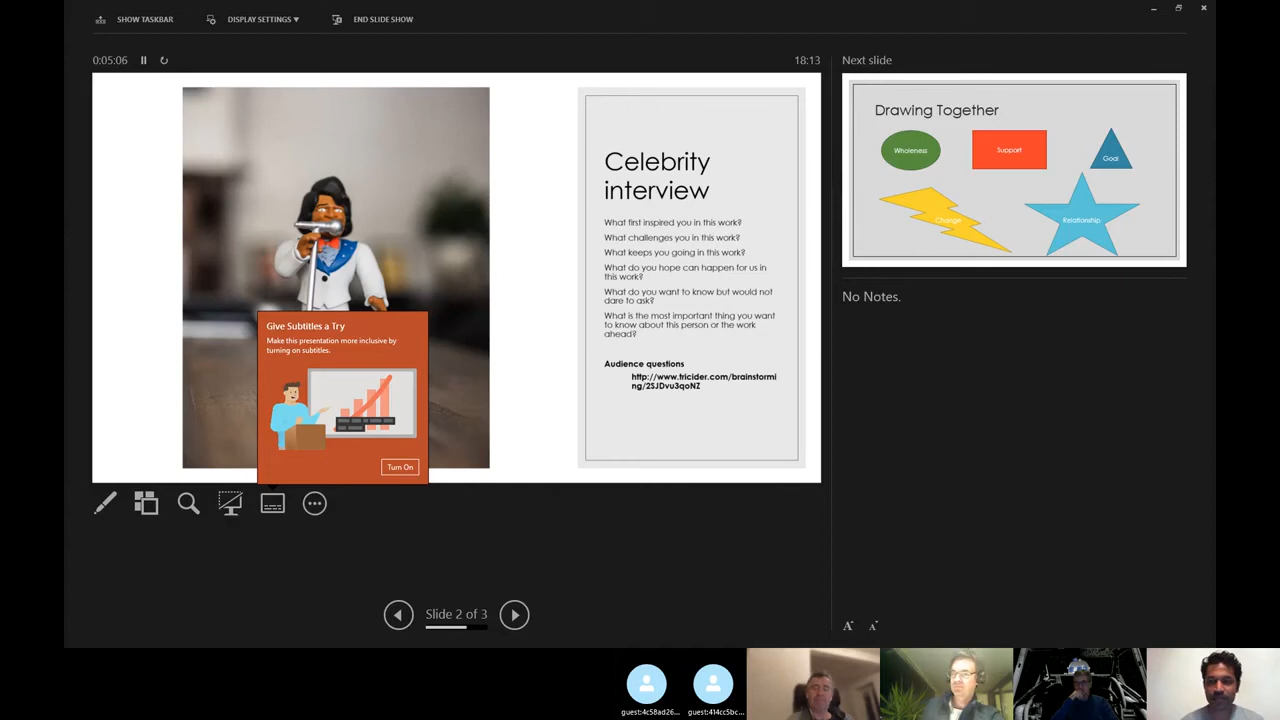 SHOW TASKBAR
DISPLAY SETTINGS ▼
END SLIDE SHOW
0:05:06
18:13
Next slide
Celebrity
interview
What first inspired you in this work?
What challenges you in this work?
What keeps you going in this work?
What do you hope can happen for us in
this work?
What do you want to know but would not
dare to ask?
What is the most important thing you want
to know about this person or the work
ahead?
Audience questions
http://www.tricider.com/brainstormi
ng/2SJDvu3qoNZ
Give Subtitles a Try
Make this presentation more inclusive by
turning on subtitles.
Turn On
Drawing Together
Wholeness
Support
Goal
Change
Relationship
No Notes.
Slide 2 of 3
A
A
guest:4c58ad26...
guest:414cc5bc...